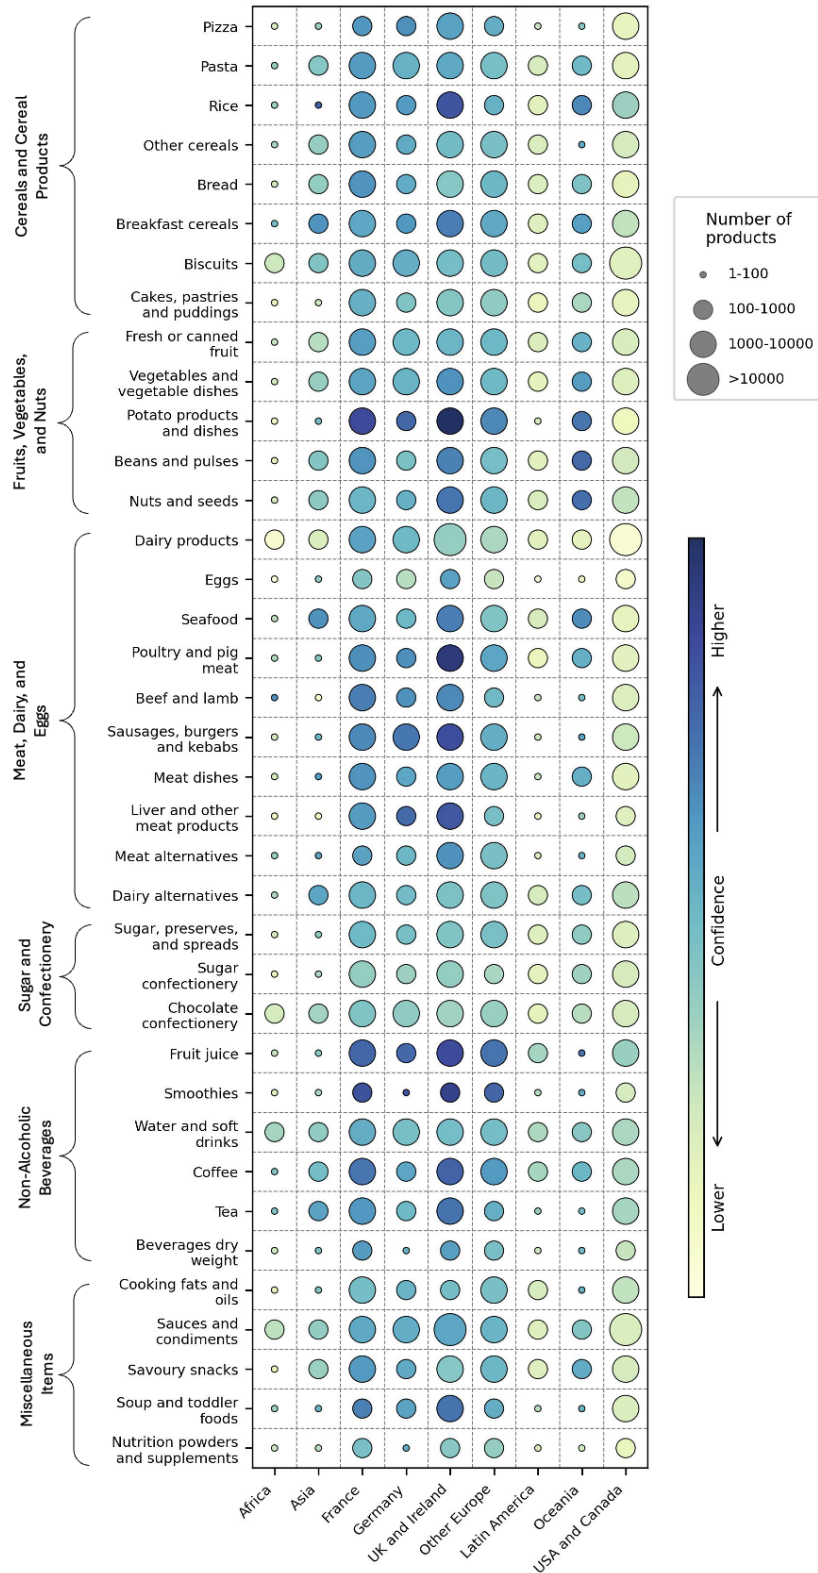 Cereals and Cereal
Products
Pizza
Pasta
Rice
Other cereals
Bread
Breakfast cereals
Biscuits
Cakes, pastries
and puddings
Fruits, Vegetables,
and Nuts
Fresh or canned
fruit
Vegetables and
vegetable dishes
Potato products
and dishes
Beans and pulses
Nuts and seeds
Meat, Dairy, and
Eggs
Dairy products
Eggs
Seafood
Poultry and pig
meat
Beef and lamb
Sausages, burgers
and kebabs
Meat dishes
Liver and other
meat products
Meat alternatives
Dairy alternatives
Sugar and
Confectionery
Sugar, preserves,
and spreads
Sugar
confectionery
Chocolate
confectionery
Non-Alcoholic
Beverages
Fruit juice
Smoothies
Water and soft
drinks
Coffee
Tea
Beverages dry
weight
Miscellaneous
Items
Cooking fats and
oils
Sauces and
condiments
Savoury snacks
Soup and toddler
foods
Nutrition powders
and supplements
Africa
Asia
France
Germany
UK and Ireland
Other Europe
Latin America
Oceania
USA and Canada
Number of
products
1-100
100-1000
1000-10000
>10000
Higher
Confidence
Lower